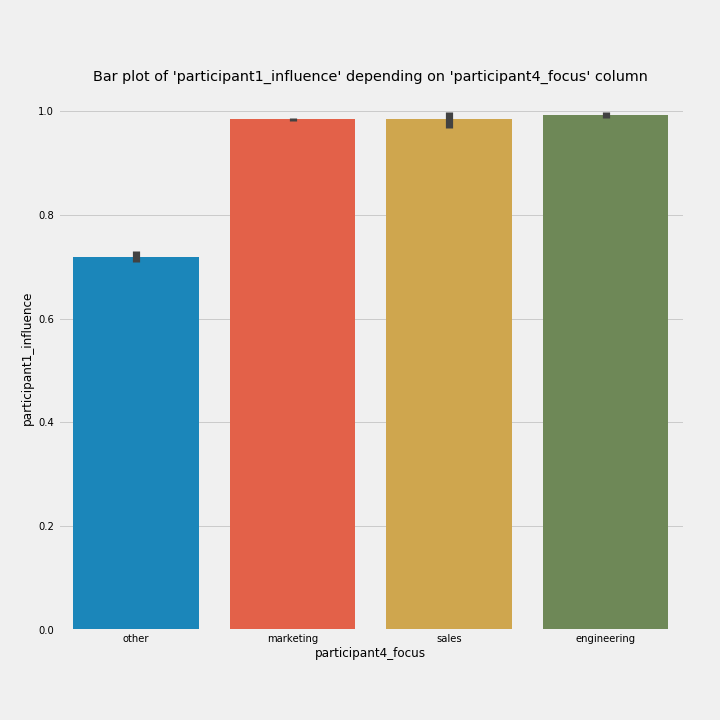 Bar plot of 'participant1_influence' depending on 'participant4_focus' column
1.0
0.8
0.6
0.4
0.2
0.0
participant1_influence
other marketing sales engineering
participant4_focus